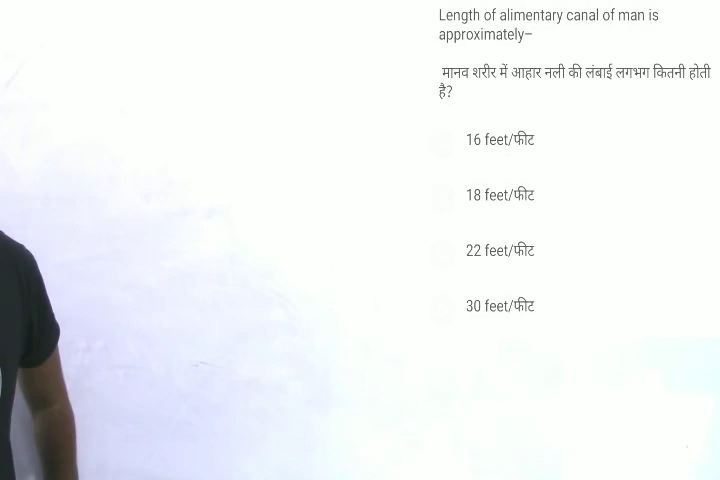 Length of alimentary canal of man is
approximately–
मानव शरीर में आहार नली की लंबाई लगभग कितनी होती
है?
16 feet/फीट
18 feet/फीट
22 feet/फीट
30 feet/फीट